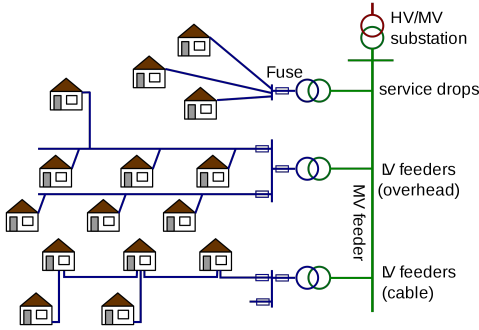 HV/MV
substation
Fuse
service drops
LV feeders
(overhead)
MV feeder
LV feeders
(cable)